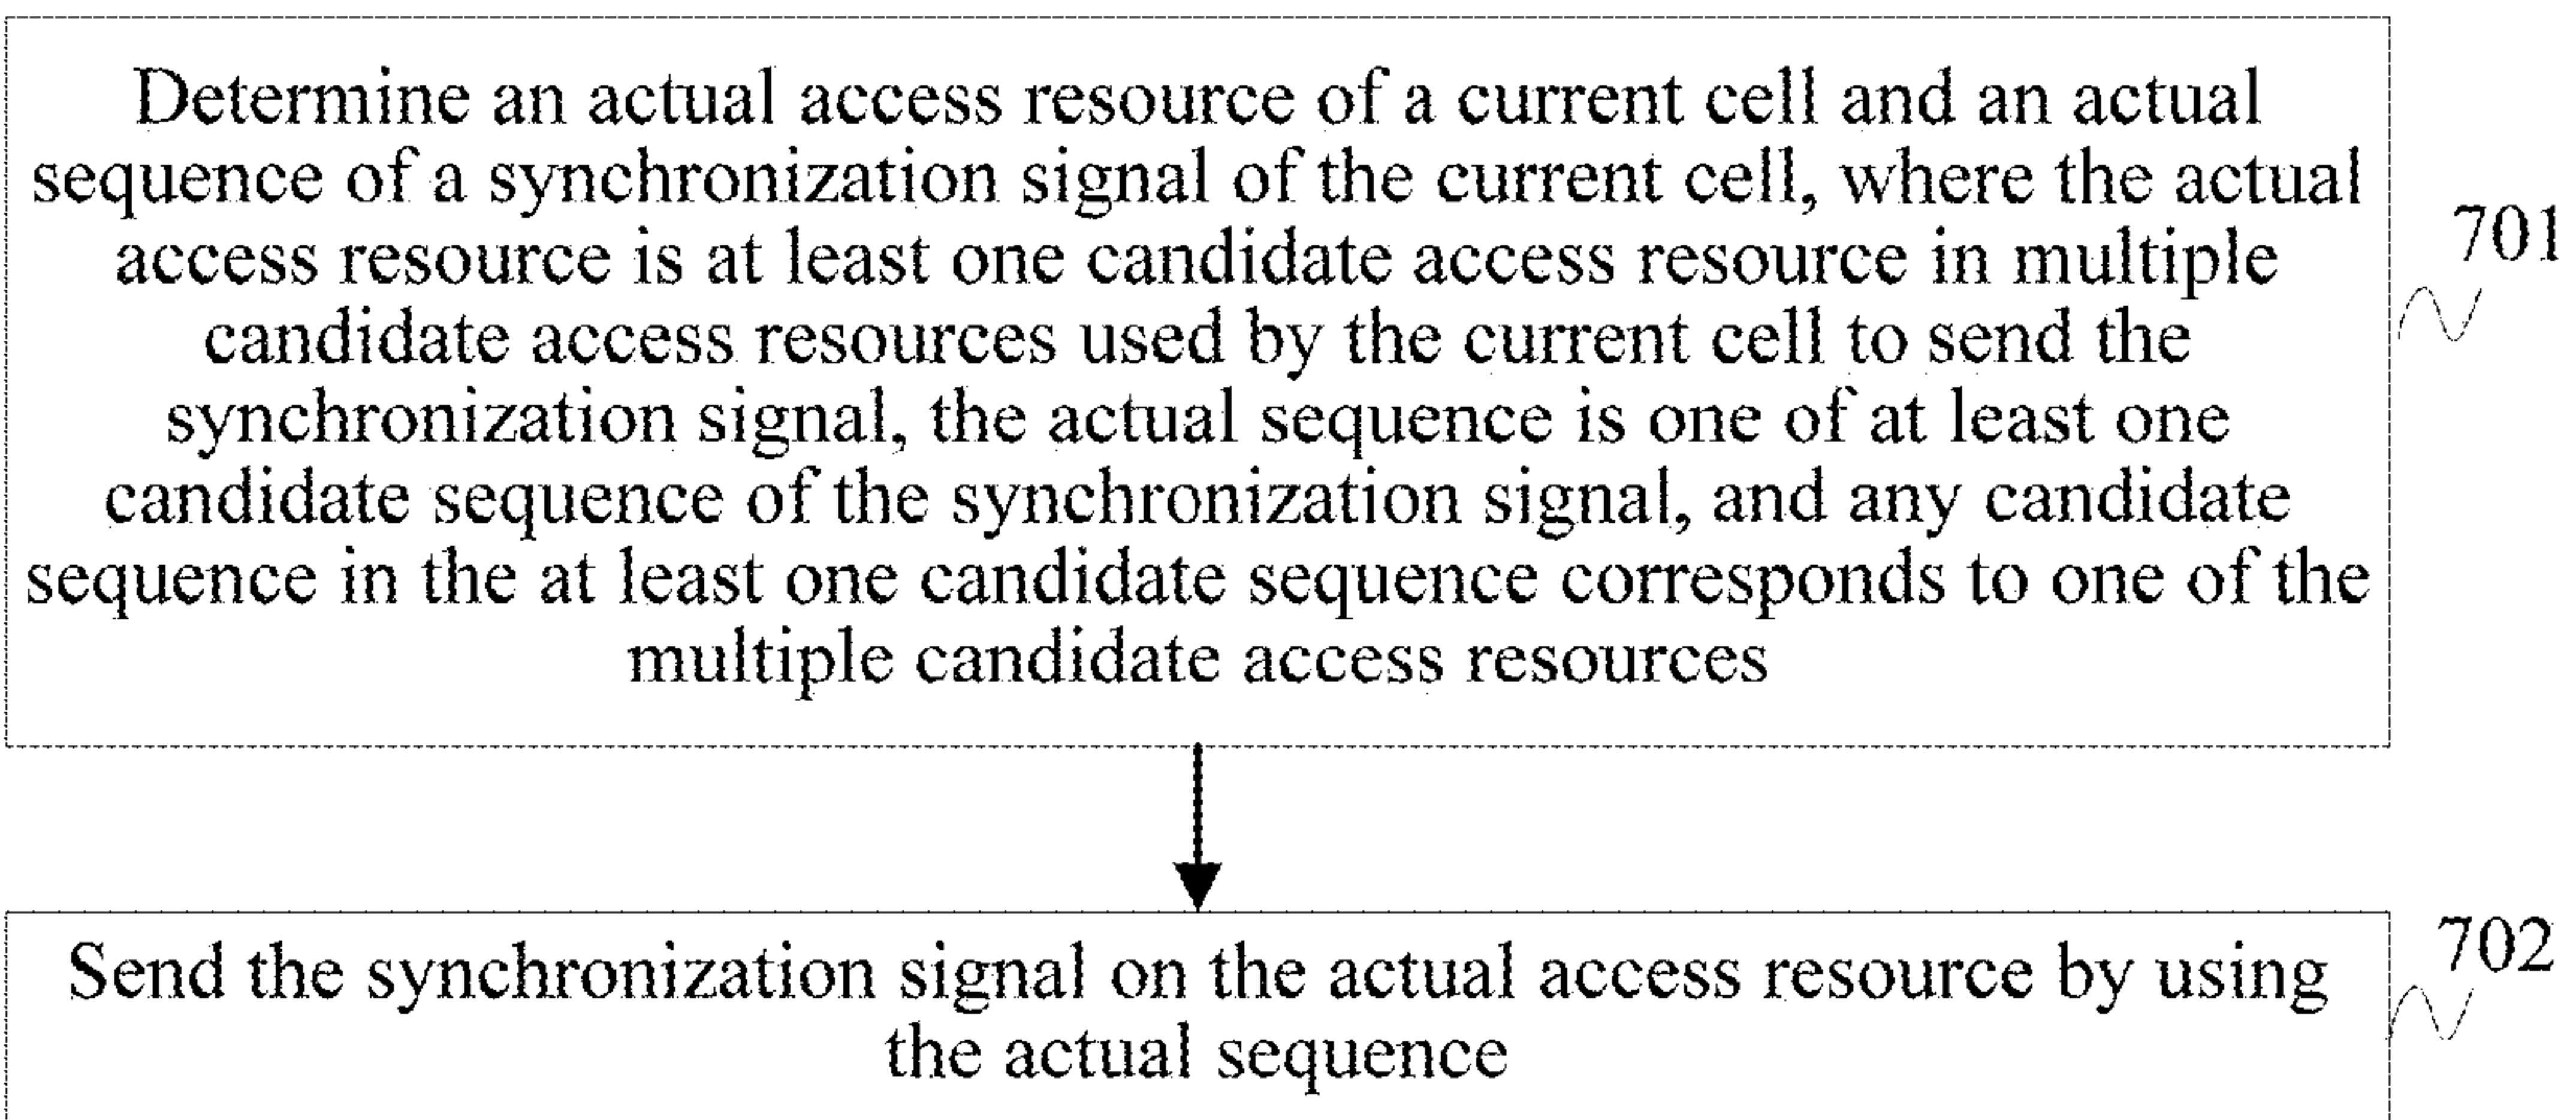 Determine an actual access resource of a current cell and an actual
sequence of a synchronization signal of the current cell, where the actual
access resource is at least one candidate access resource in multiple
candidate access resources used by the current cell to send the
synchronization signal, the actual sequence is one of at least one
candidate sequence of the synchronization signal, and any candidate
sequence in the at least one candidate sequence corresponds to one of the
multiple candidate access resources
701
Send the synchronization signal on the actual access resource by using
the actual sequence
702